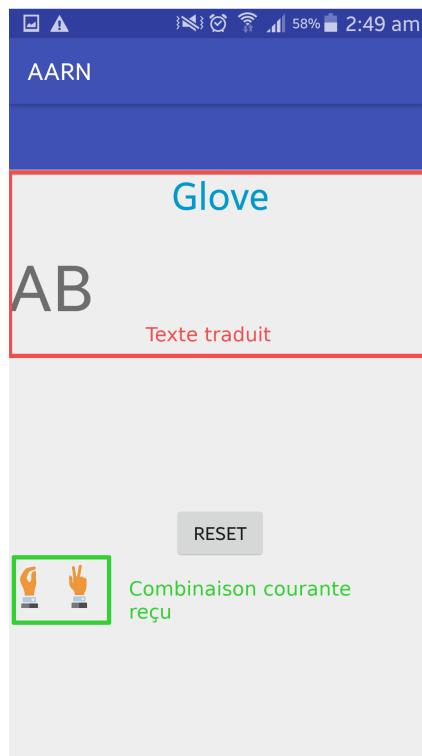 58% 2:49 am
AARN
Glove
AB
Texte traduit
RESET
Combinaison courante
reçu